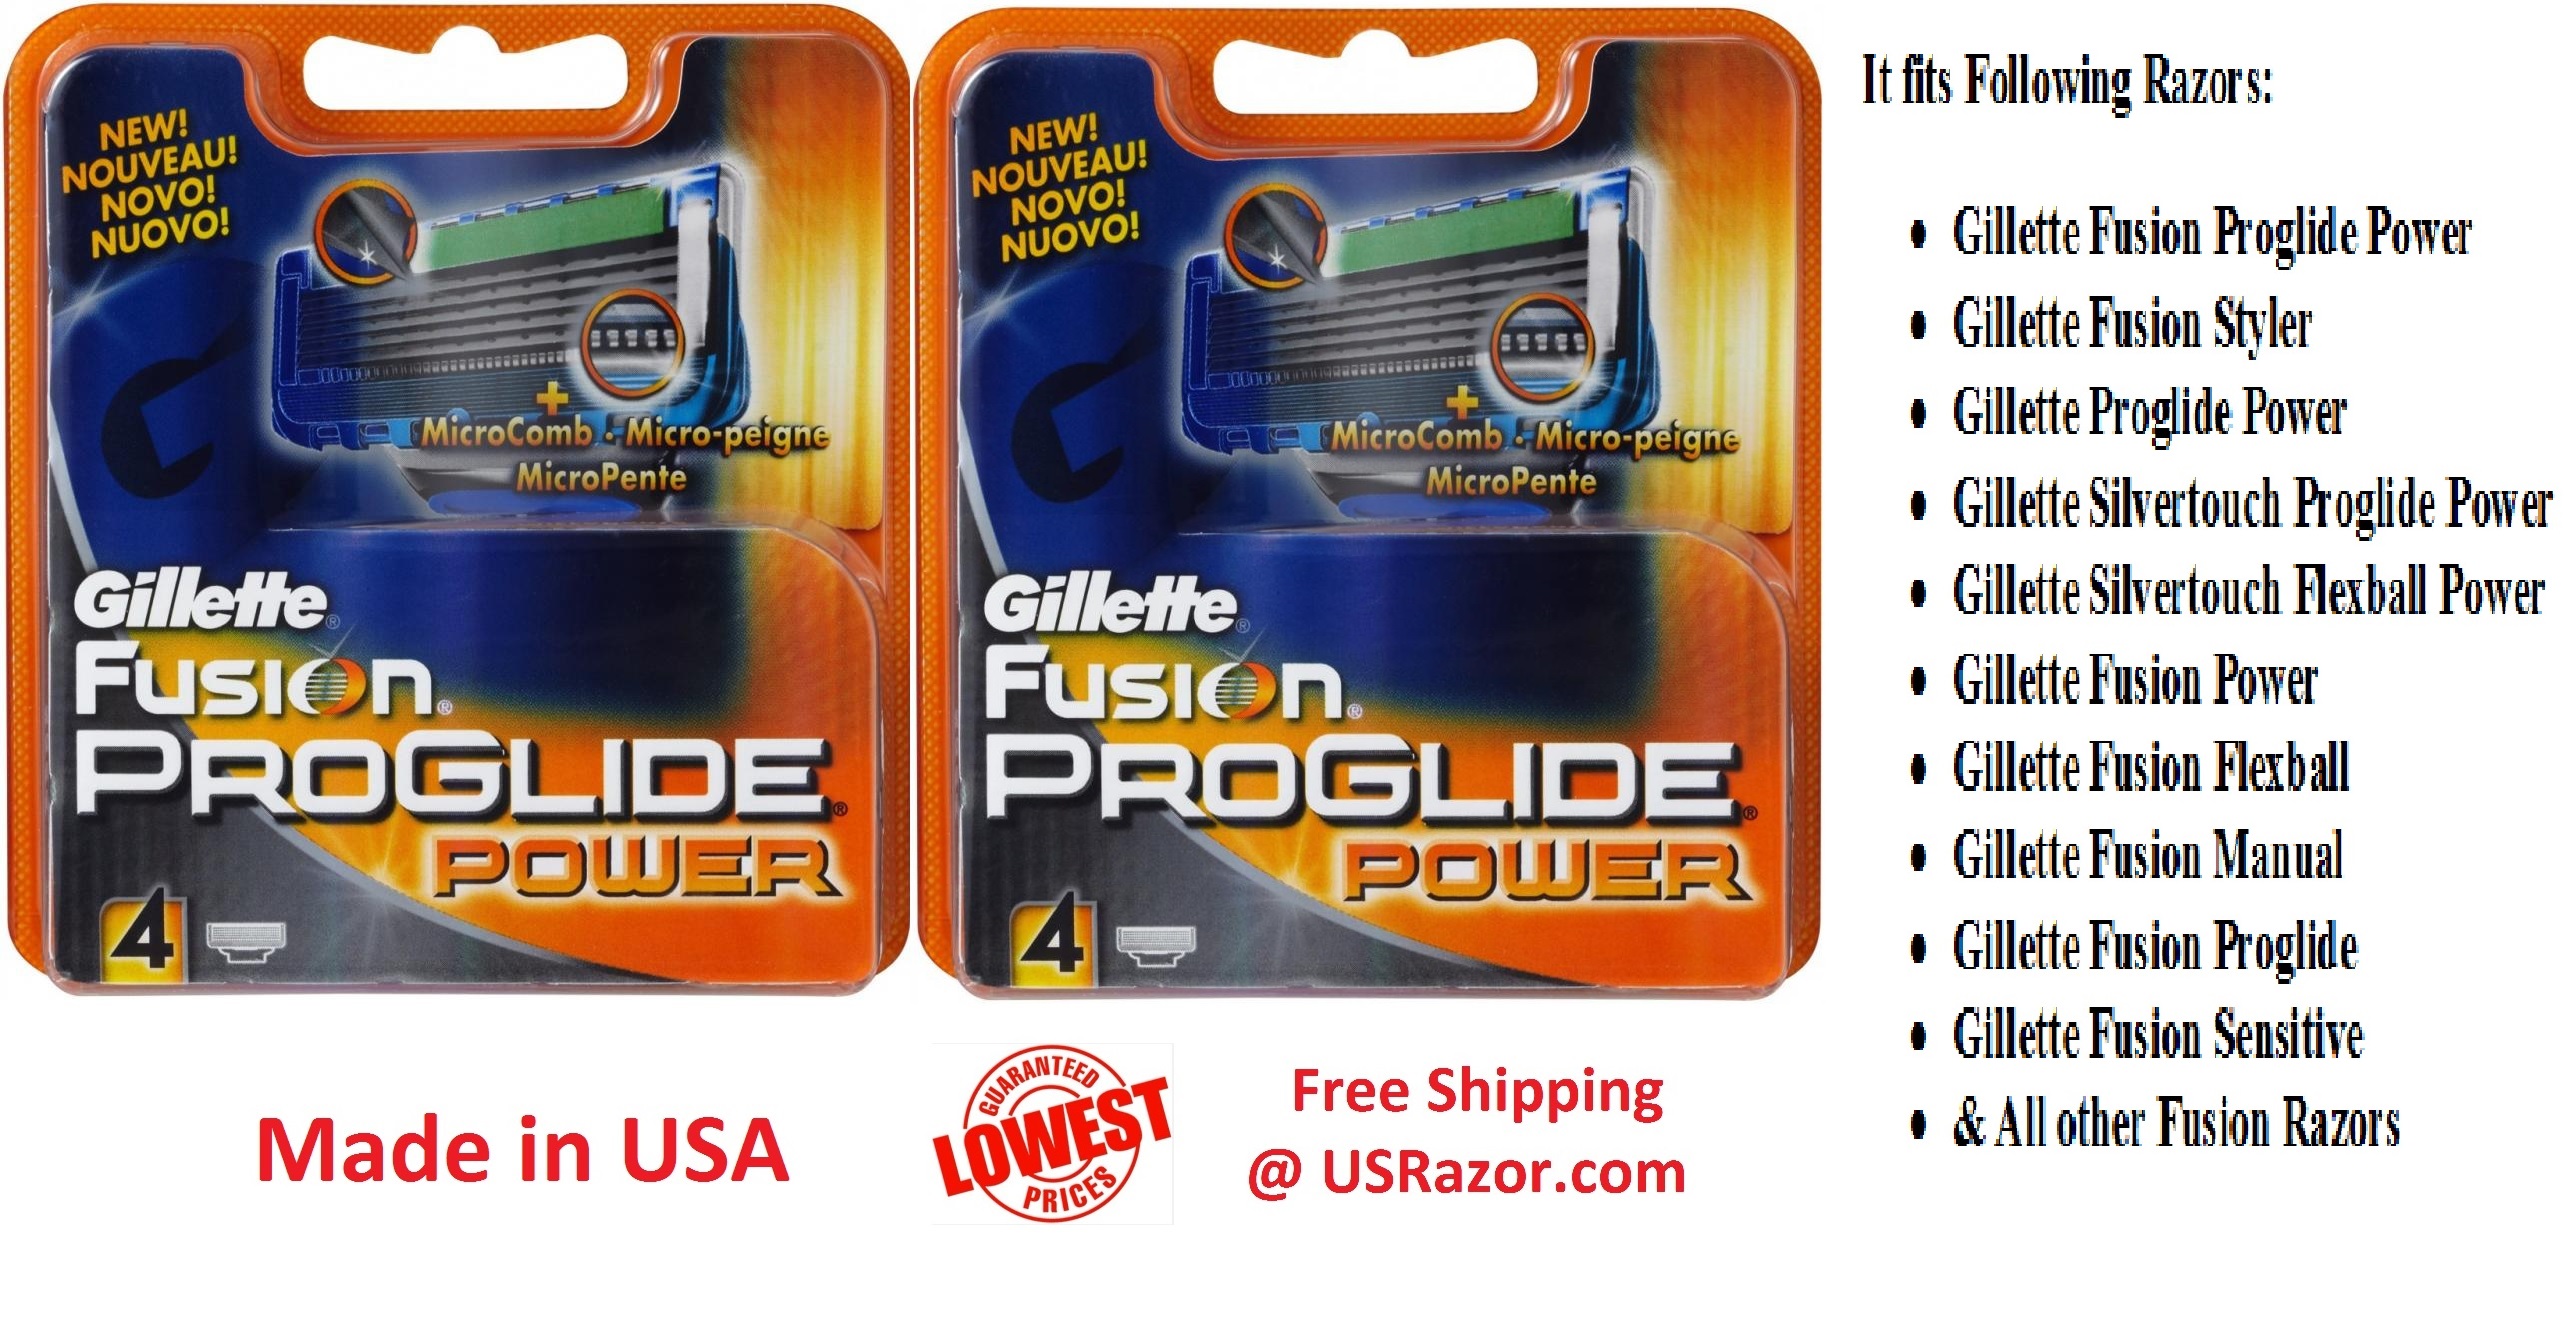 NEW!
NOUVEAU!
NOVO!
NUOVO!
MicroComb · Micro-peigne
MicroPente
Gillette®
FUSION®
PROGLIDE®
POWER
4
NEW!
NOUVEAU!
NOVO!
NUOVO!
MicroComb · Micro-peigne
MicroPente
Gillette®
FUSION®
PROGLIDE®
POWER
4
It fits Following Razors:
• Gillette Fusion Proglide Power
• Gillette Fusion Styler
• Gillette Proglide Power
• Gillette Silvertouch Proglide Power
• Gillette Silvertouch Flexball Power
• Gillette Fusion Power
• Gillette Fusion Flexball
• Gillette Fusion Manual
• Gillette Fusion Proglide
• Gillette Fusion Sensitive
• & All other Fusion Razors
Made in USA
GUARANTEED
LOWEST
PRICES
Free Shipping
@ USRazor.com